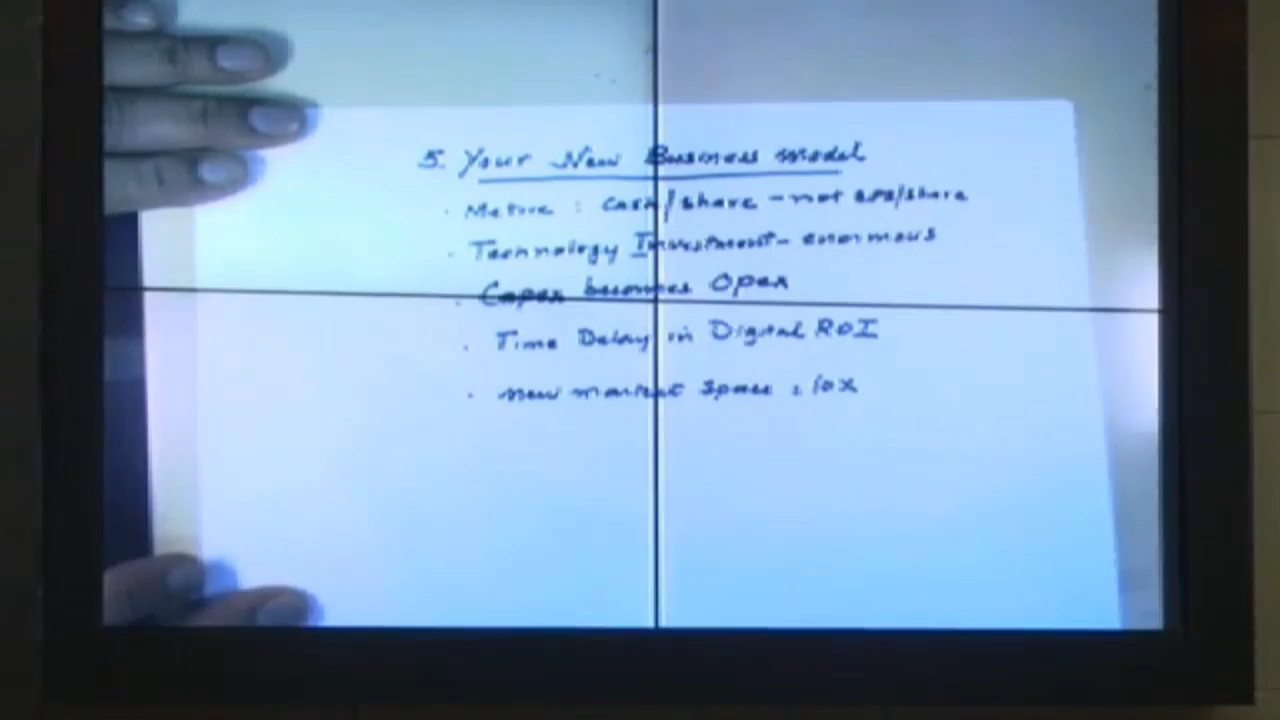 5. Your New Business Model
· Metric : Cash/share - not EPS/share
· Technology Investment - enormous
· Capex becomes Opex
· Time Delay in Digital ROI
· New market Space : 10X